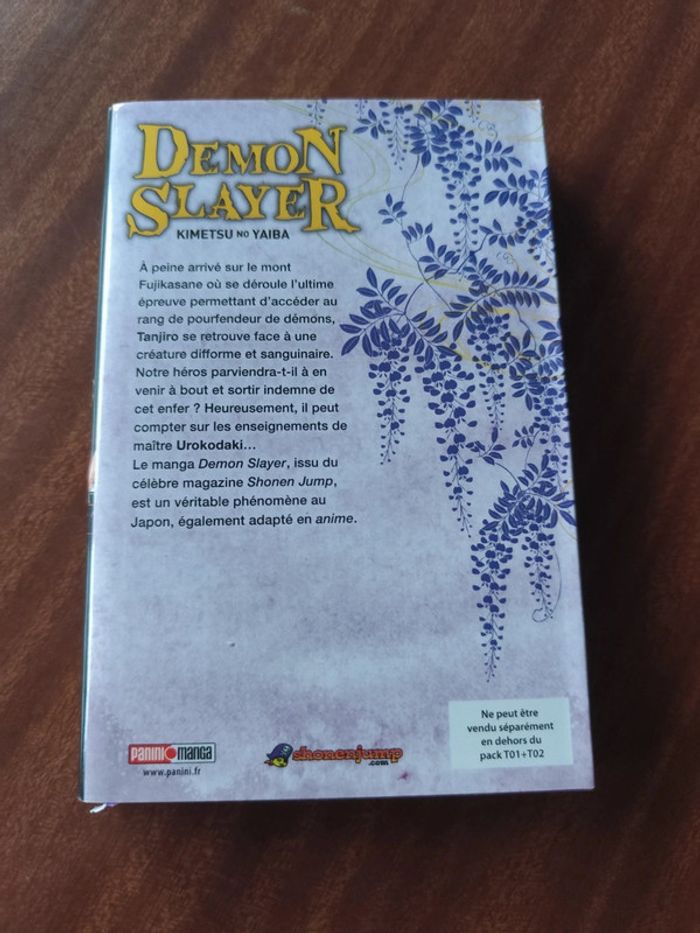 DEMON
SLAYER
KIMETSU NO YAIBA
À peine arrivé sur le mont
Fujikasane où se déroule l'ultime
épreuve permettant d'accéder au
rang de pourfendeur de démons,
Tanjiro se retrouve face à une
créature difforme et sanguinaire.
Notre héros parviendra-t-il à en
venir à bout et sortir indemne de
cet enfer ? Heureusement, il peut
compter sur les enseignements de
maître Urokodaki...
Le manga Demon Slayer, issu du
célèbre magazine Shonen Jump,
est un véritable phénomène au
Japon, également adapté en anime.
PANINI MANGA
www.panini.fr
shonenjump
.com
Ne peut être
vendu séparément
en dehors du
pack T01+T02